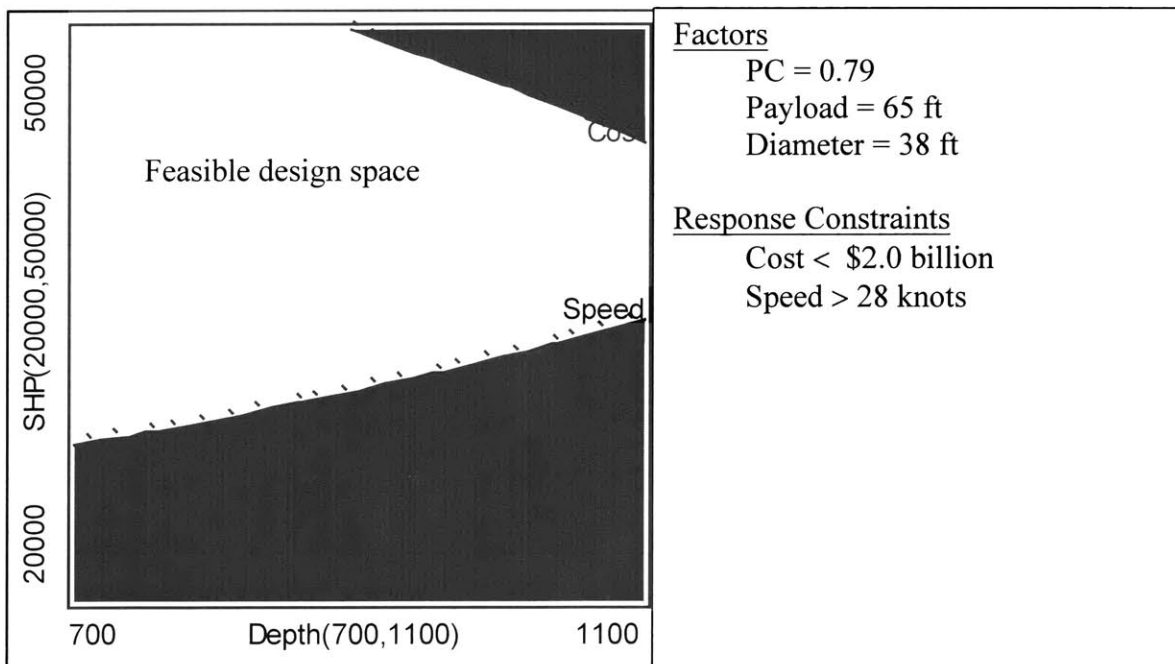 50000
SHP(20000,50000)
20000
Feasible design space
Cos
Speed
700
Depth(700,1100)
1100
Factors
PC = 0.79
Payload = 65 ft
Diameter = 38 ft
Response Constraints
Cost < $2.0 billion
Speed > 28 knots